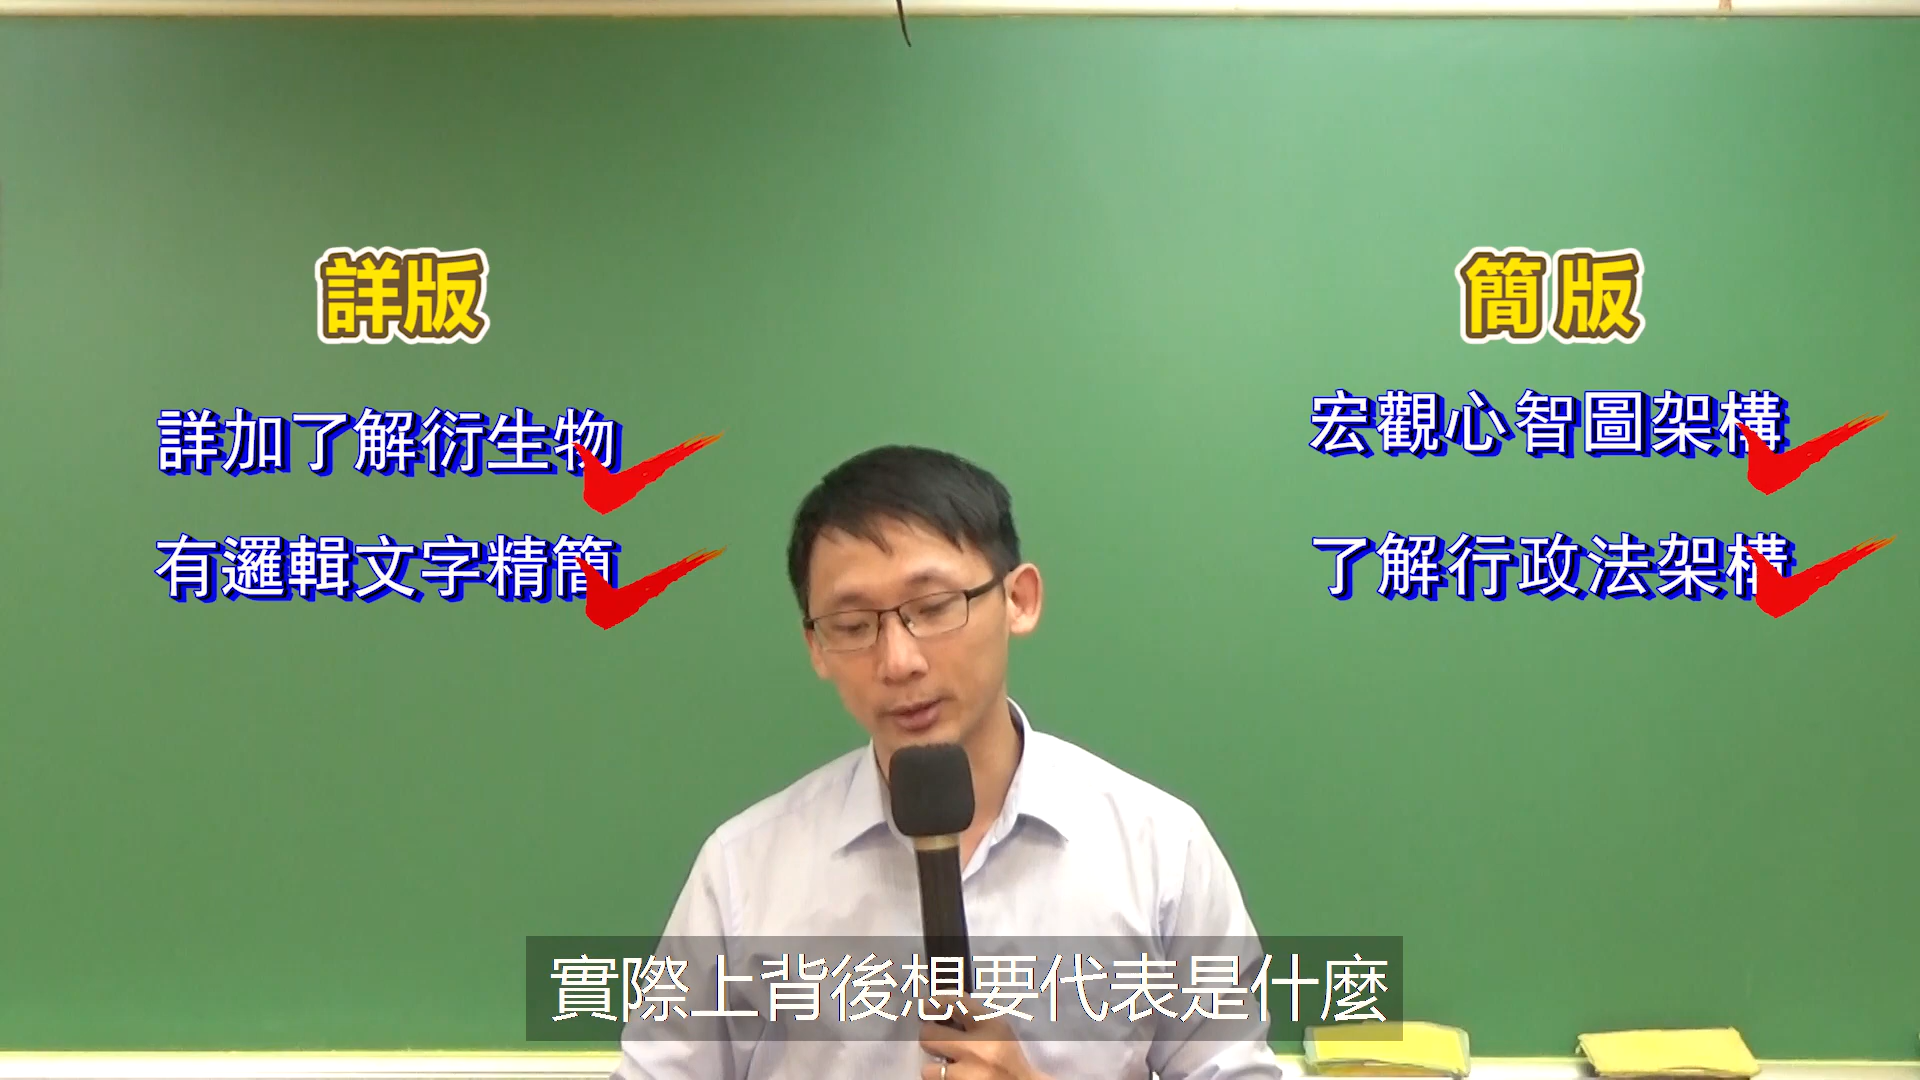 詳版
詳加了解衍生物
有邏輯文字精簡
簡版
宏觀心智圖架構
了解行政法架構
實際上背後想要代表是什麼